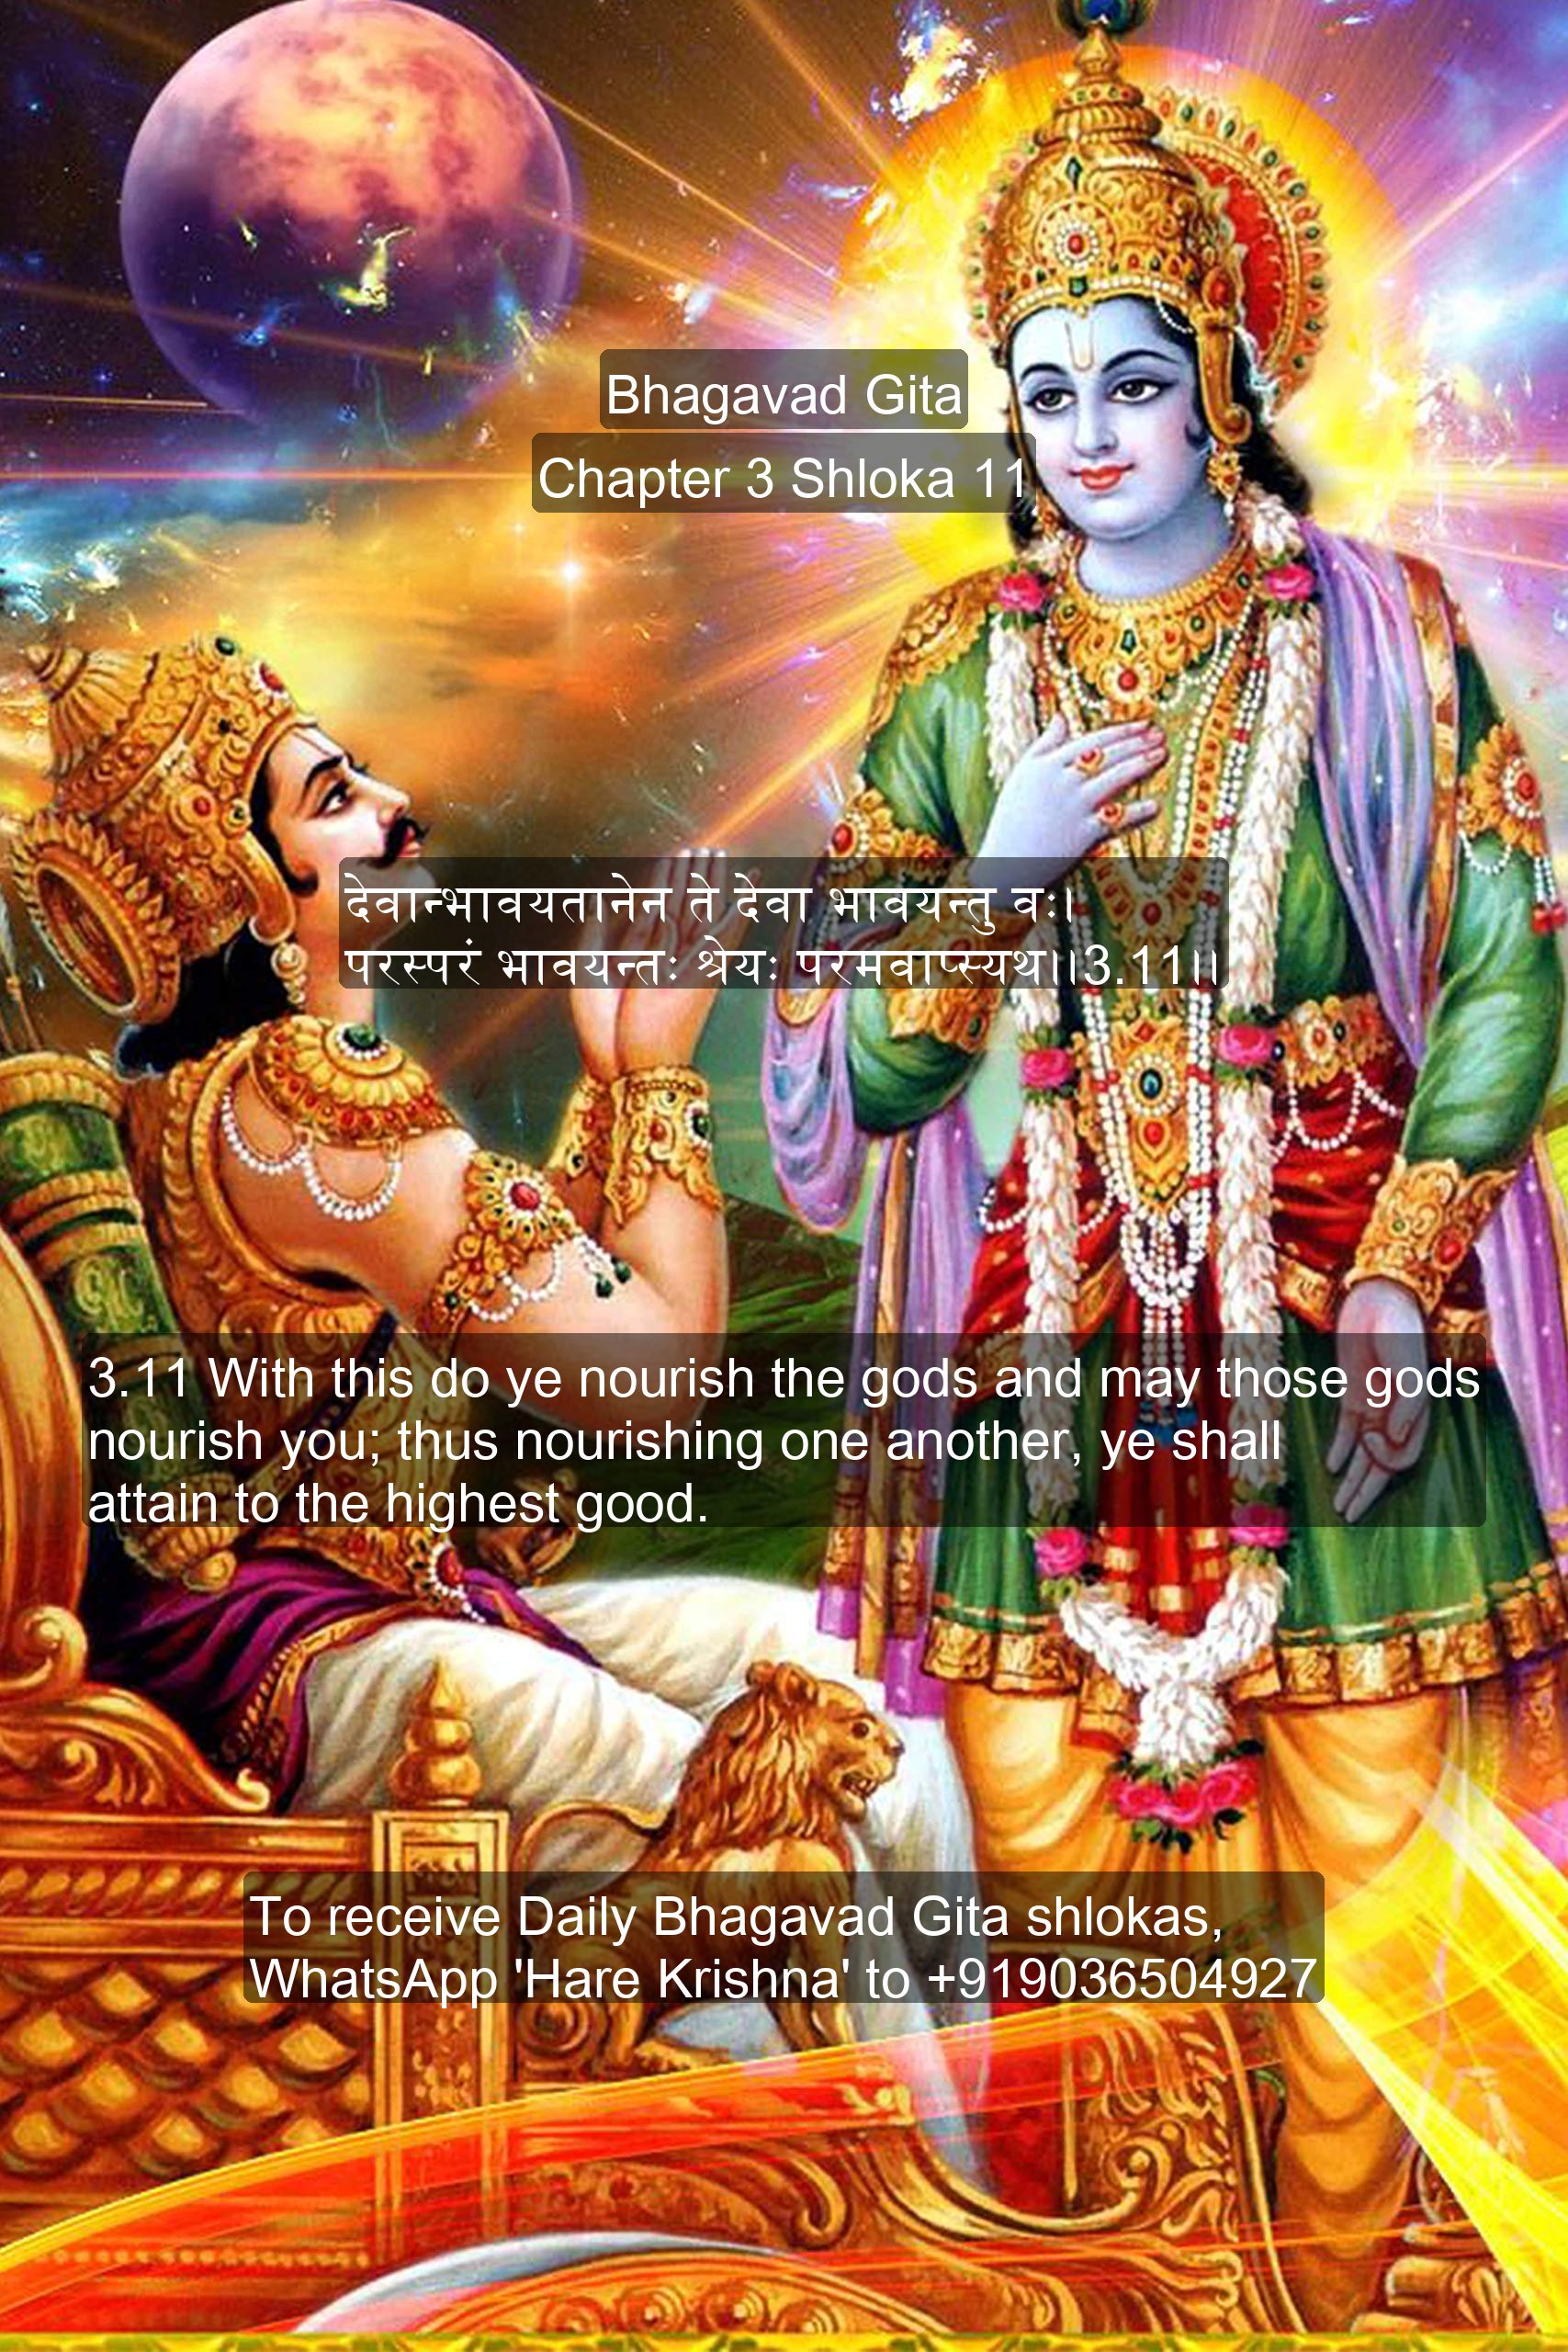 Bhagavad Gita
Chapter 3 Shloka 11
देवान्भावयतानेन ते देवा भावयन्तु वः।
परस्परं भावयन्तः श्रेयः परमवाप्स्यथ।।3.11।।
3.11 With this do ye nourish the gods and may those gods
nourish you; thus nourishing one another, ye shall
attain to the highest good.
To receive Daily Bhagavad Gita shlokas,
WhatsApp 'Hare Krishna' to +919036504927